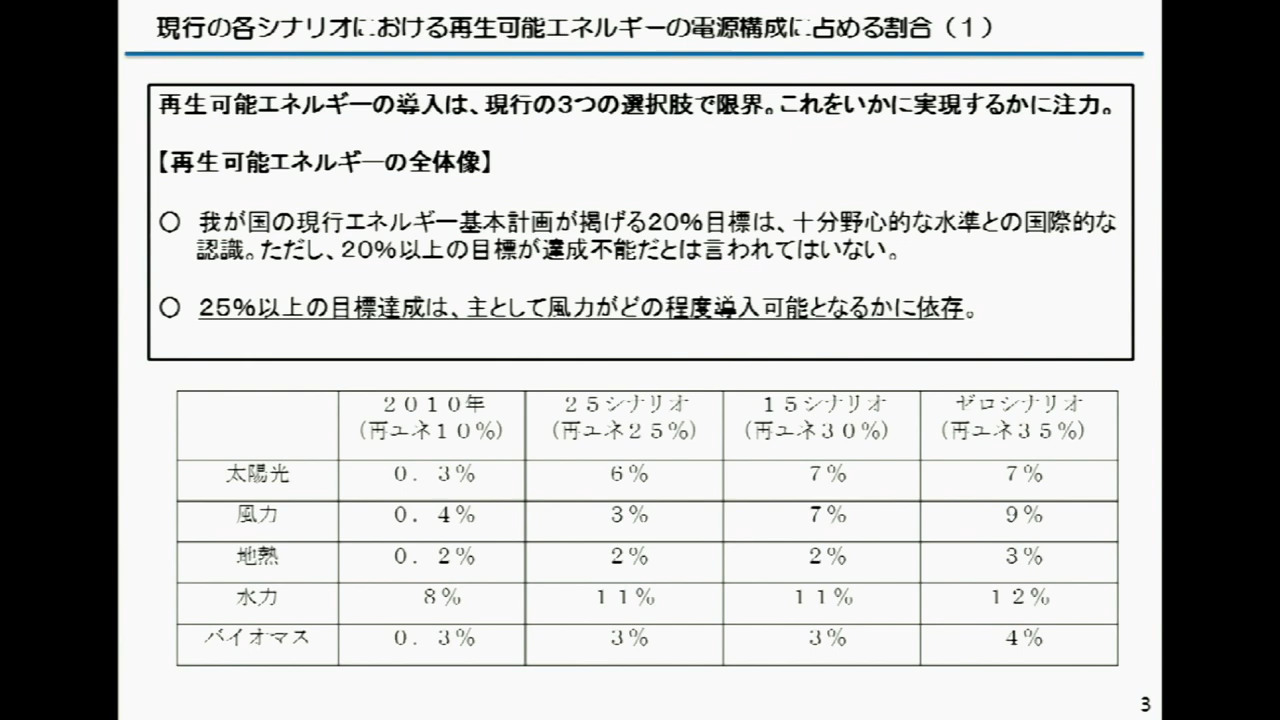 現行の各シナリオにおける再生可能エネルギーの電源構成に占める割合（１）
再生可能エネルギーの導入は、現行の３つの選択肢で限界。これをいかに実現するかに注力。
【再生可能エネルギーの全体像】
○　我が国の現行エネルギー基本計画が掲げる２０％目標は、十分野心的な水準との国際的な
認識。ただし、２０％以上の目標が達成不能だとは言われてはいない。
○　２５％以上の目標達成は、主として風力がどの程度導入可能となるかに依存。
２０１０年　２５シナリオ　１５シナリオ　ゼロシナリオ
（再エネ１０％）　（再エネ２５％）　（再エネ３０％）　（再エネ３５％）
太陽光　０．３％　６％　７％　７％
風力　０．４％　３％　７％　９％
地熱　０．２％　２％　２％　３％
水力　８％　１１％　１１％　１２％
バイオマス　０．３％　３％　３％　４％
3